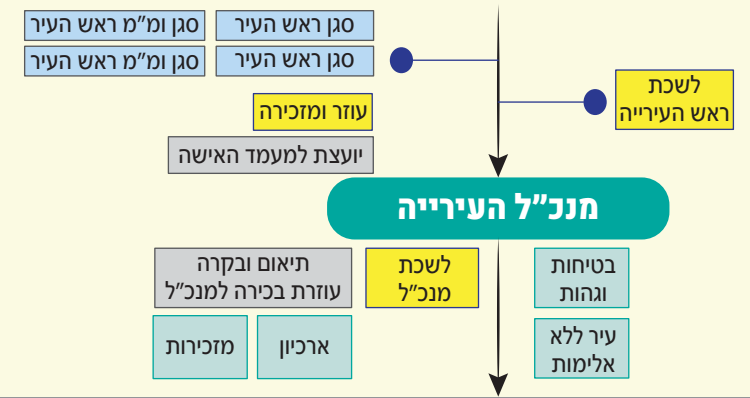 סגן ראש העיר
סגן ומ"מ ראש העיר
סגן ראש העיר
סגן ומ"מ ראש העיר
לשכת
ראש העירייה
עוזר ומזכירה
יועצת למעמד האישה
מנכ"ל העירייה
בטיחות
וגהות
לשכת
מנכ"ל
תיאום ובקרה
עוזרת בכירה למנכ"ל
עיר ללא
אלימות
ארכיון
מזכירות